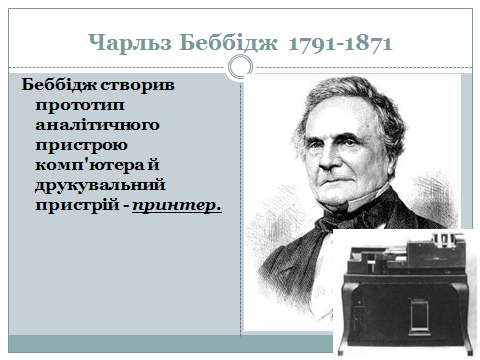 Чарльз Беббідж 1791-1871
Беббідж створив
прототип
аналітичного
пристрою
комп'ютера й
друкувальний
пристрій - принтер.